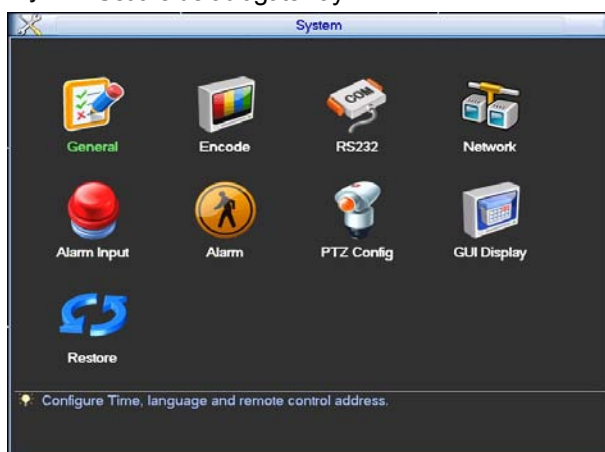 System
General Encode RS232 Network
COM
Alarm Input Alarm PTZ Config GUI Display
Restore
Configure Time, language and remote control address.